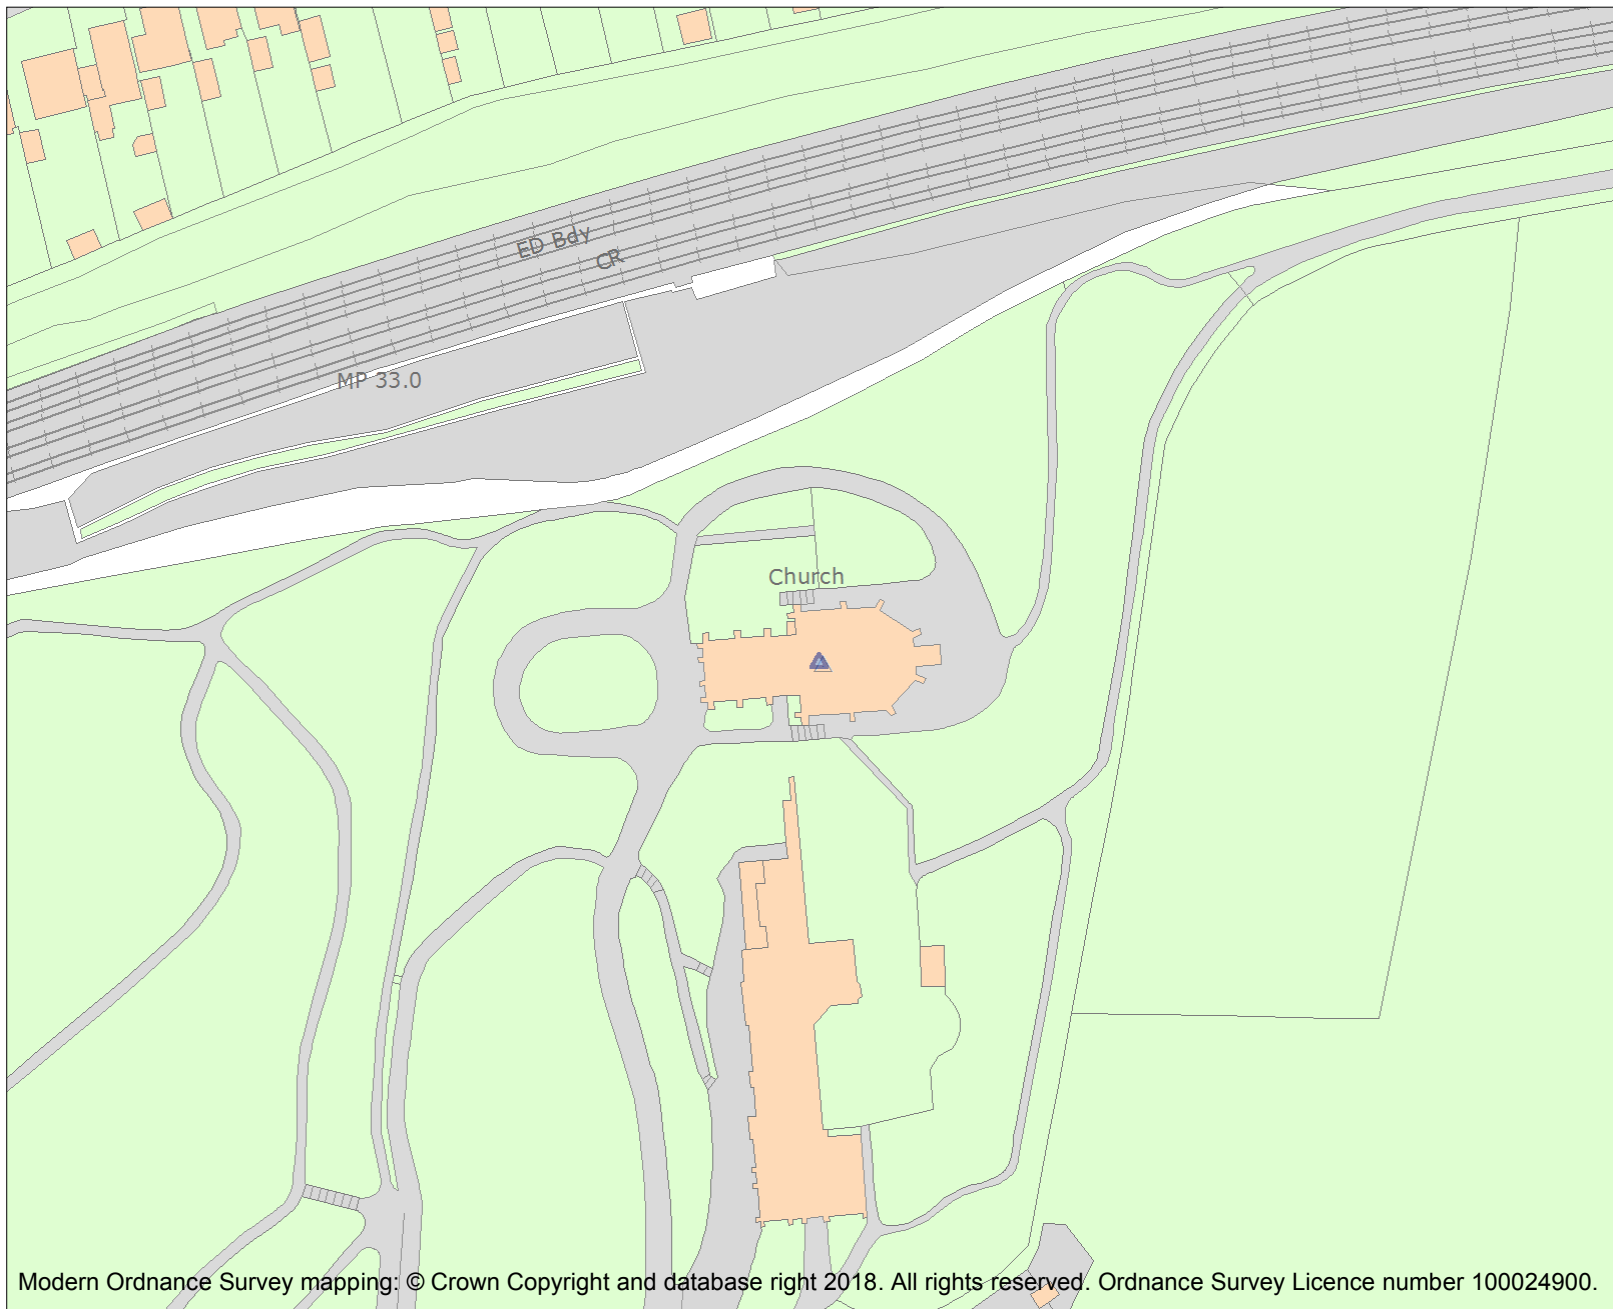 ED Bdy
CR
MP 33.0
Church
Modern Ordnance Survey mapping: © Crown Copyright and database right 2018. All rights reserved. Ordnance Survey Licence number 100024900.